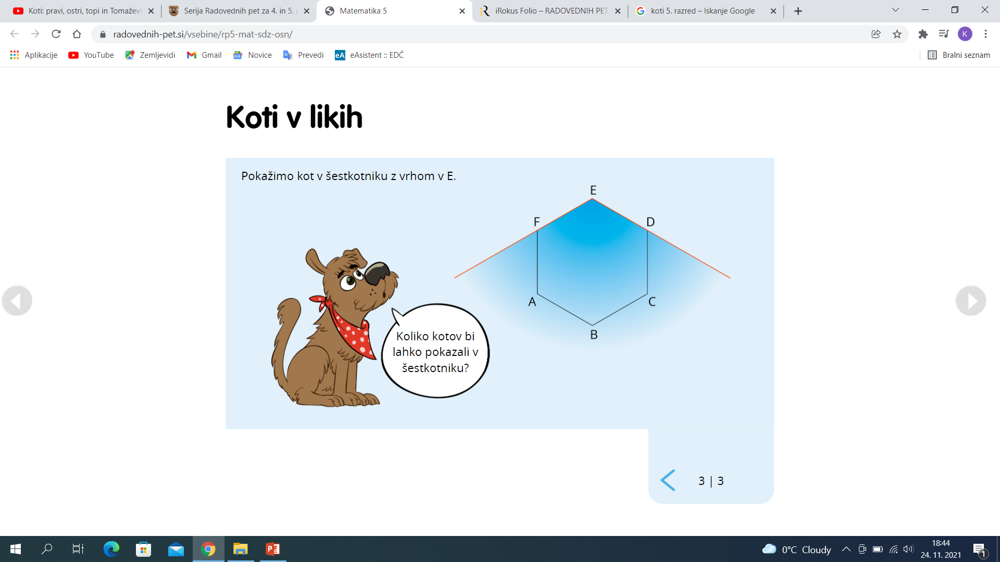 Koti: pravi, ostri, topi in Tomaževi
Serija Radovednih pet za 4. in 5. r
Matematika 5
iRokus Folio – RADOVEDNIH PET
koti 5. razred – Iskanje Google
radovednih-pet.si/vsebine/rp5-mat-sdz-osn/
K
Aplikacije
YouTube
Zemljevidi
Gmail
Novice
Prevedi
eA
eAsistent :: EDČ
Bralni seznam
Koti v likih
Pokažimo kot v šestkotniku z vrhom v E.
E
F
D
A
C
B
Koliko kotov bi
lahko pokazali v
šestkotniku?
3 | 3
0°C Cloudy
18:44
24. 11. 2021
1